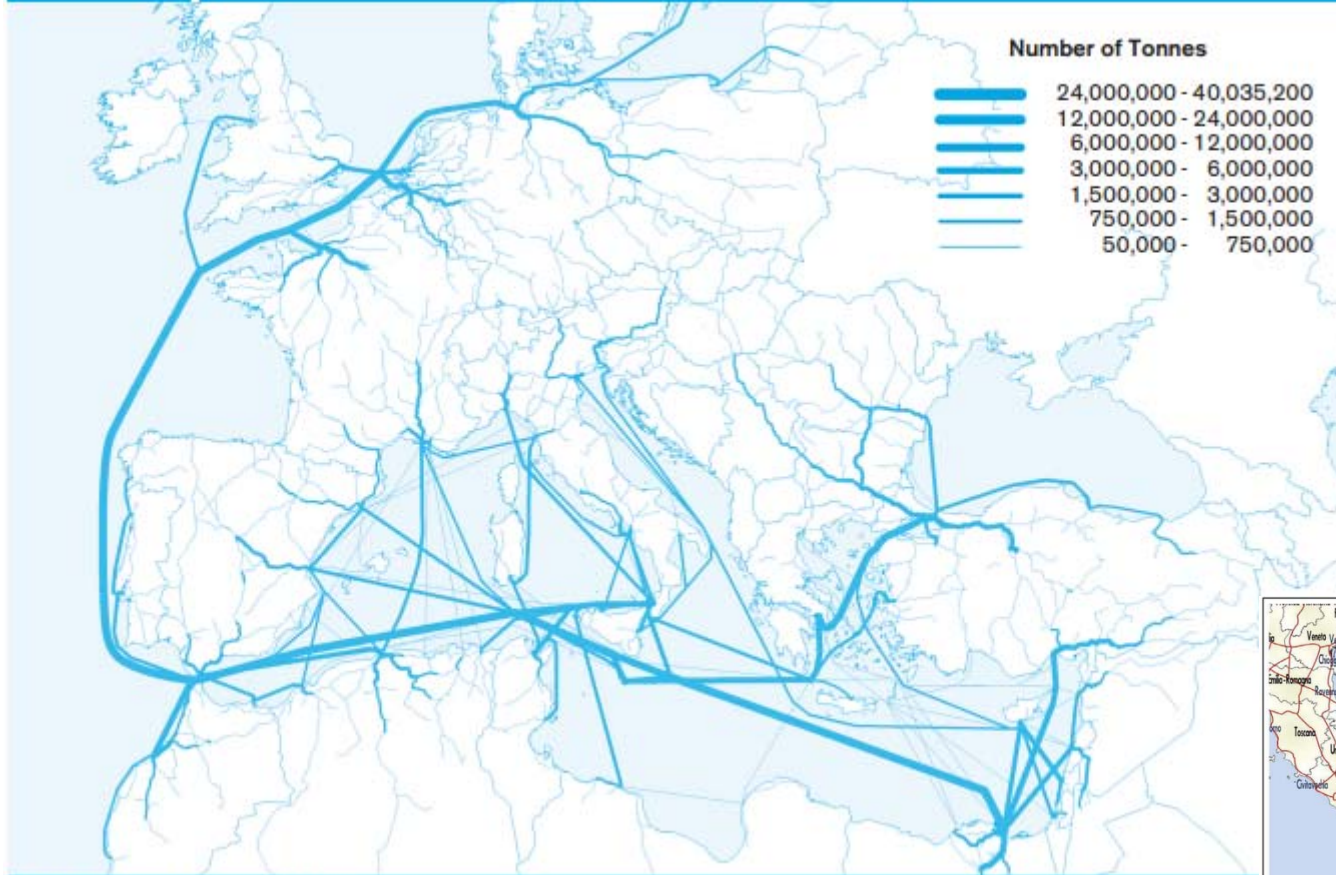 Number of Tonnes
24,000,000 - 40,035,200
12,000,000 - 24,000,000
6,000,000 - 12,000,000
3,000,000 - 6,000,000
1,500,000 - 3,000,000
750,000 - 1,500,000
50,000 - 750,000
Veneto
Emilia-Romagna
Toscana
Civitavecchia